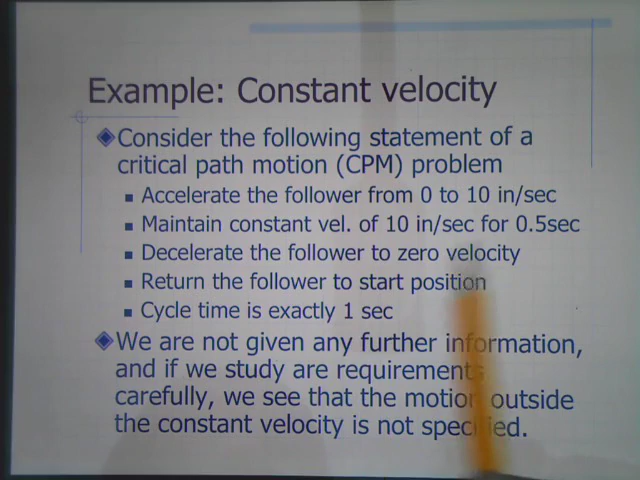 Example: Constant velocity
Consider the following statement of a
critical path motion (CPM) problem
Accelerate the follower from 0 to 10 in/sec
Maintain constant vel. of 10 in/sec for 0.5sec
Decelerate the follower to zero velocity
Return the follower to start position
Cycle time is exactly 1 sec
We are not given any further information,
and if we study are requirements
carefully, we see that the motion outside
the constant velocity is not specified.